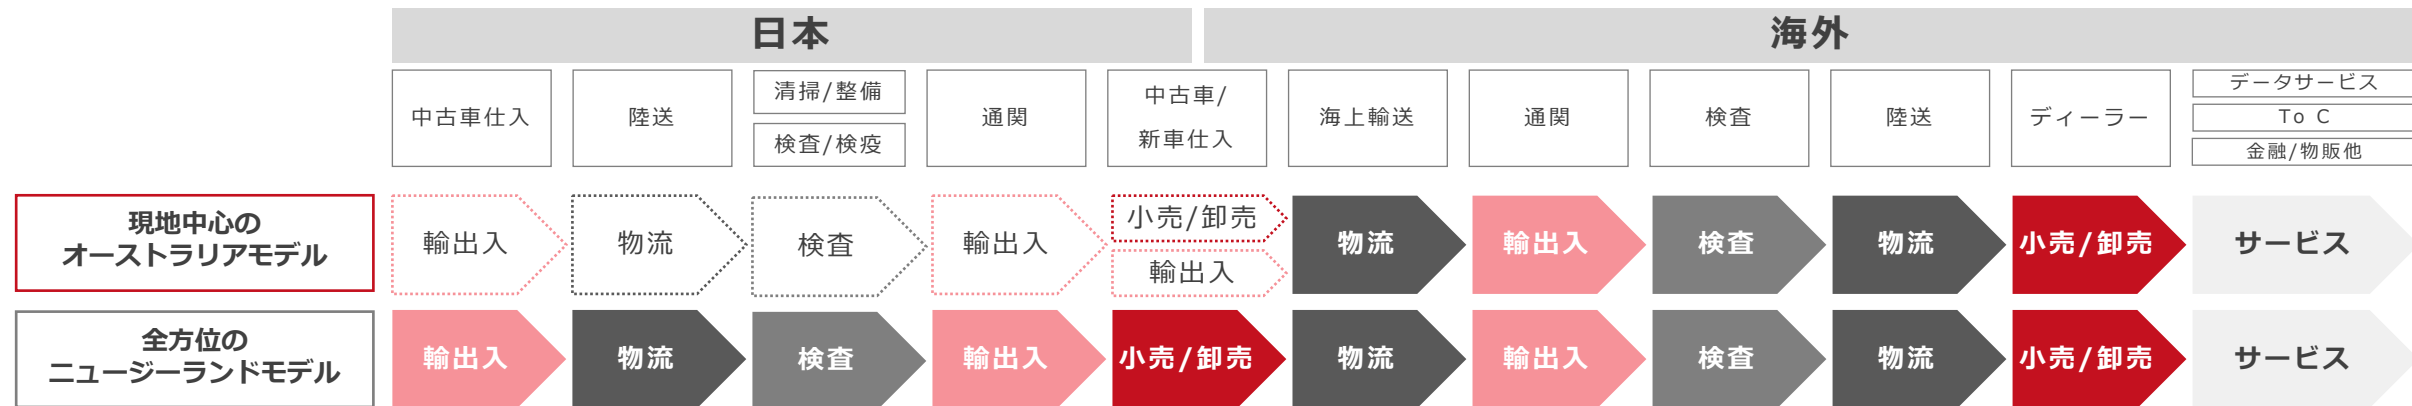 日本
海外
中古車仕入
陸送
清掃/整備
検査/検疫
通関
中古車/
新車仕入
海上輸送
通関
検査
陸送
ディーラー
データサービス
To C
金融/物販他
現地中心の
オーストラリアモデル
輸出入
物流
検査
輸出入
小売/卸売
輸出入
物流
輸出入
検査
物流
小売/卸売
サービス
全方位の
ニュージーランドモデル
輸出入
物流
検査
輸出入
小売/卸売
物流
輸出入
検査
物流
小売/卸売
サービス